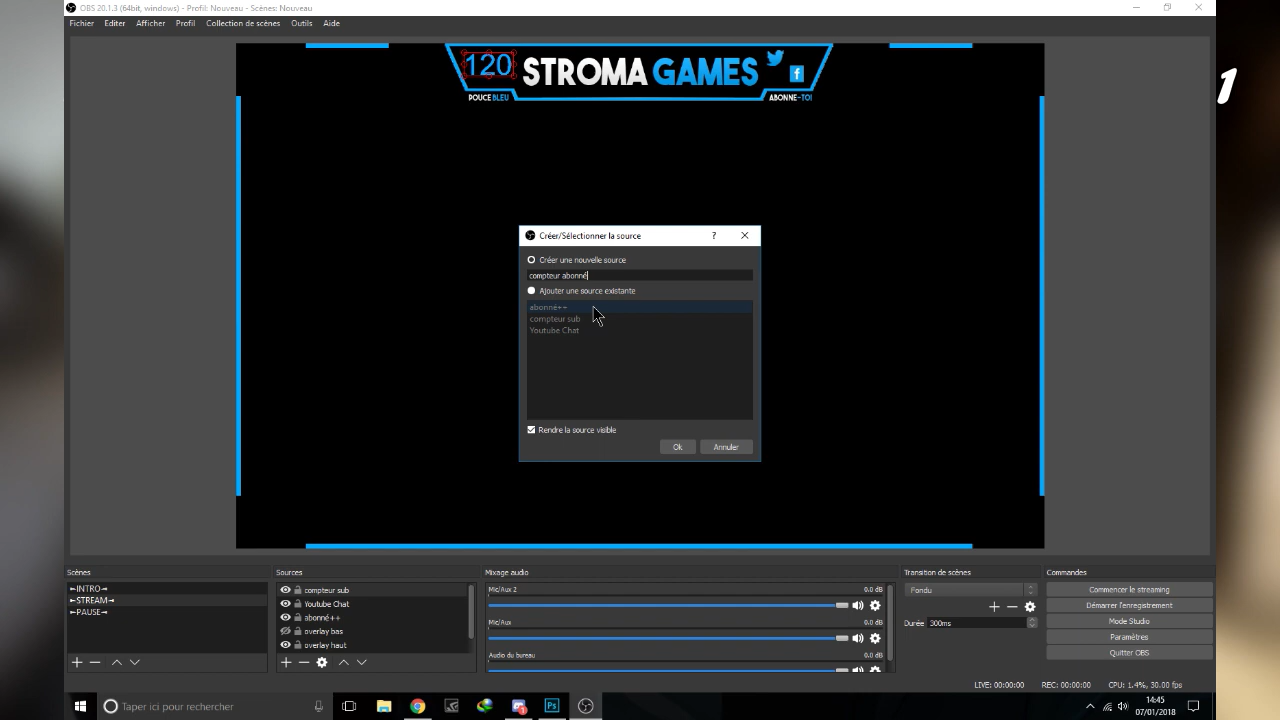 OBS 20.1.3 (64bit, windows) - Profil: Nouveau - Scènes: Nouveau
Fichier Editer Afficher Profil Collection de scènes Outils Aide
120 STROMA GAMES
POUCE BLEU ABONNE-TOI
1
Créer/Sélectionner la source ?
Créer une nouvelle source
compteur abonné
Ajouter une source existante
abonné++
compteur sub
Youtube Chat
Rendre la source visible
Ok Annuler
Scènes
INTRO
STREAM
PAUSE
Sources
compteur sub
Youtube Chat
abonné++
overlay bas
overlay haut
Mixage audio
Mic/Aux 2 0.0 dB
Mic/Aux 0.0 dB
Audio du bureau 0.0 dB
Transition de scènes
Fondu
Durée 300ms
Commandes
Commencer le streaming
Démarrer l'enregistrement
Mode Studio
Paramètres
Quitter OBS
LIVE: 00:00:00 REC: 00:00:00 CPU: 1.4%, 30.00 fps
Taper ici pour rechercher
14:45
07/01/2018